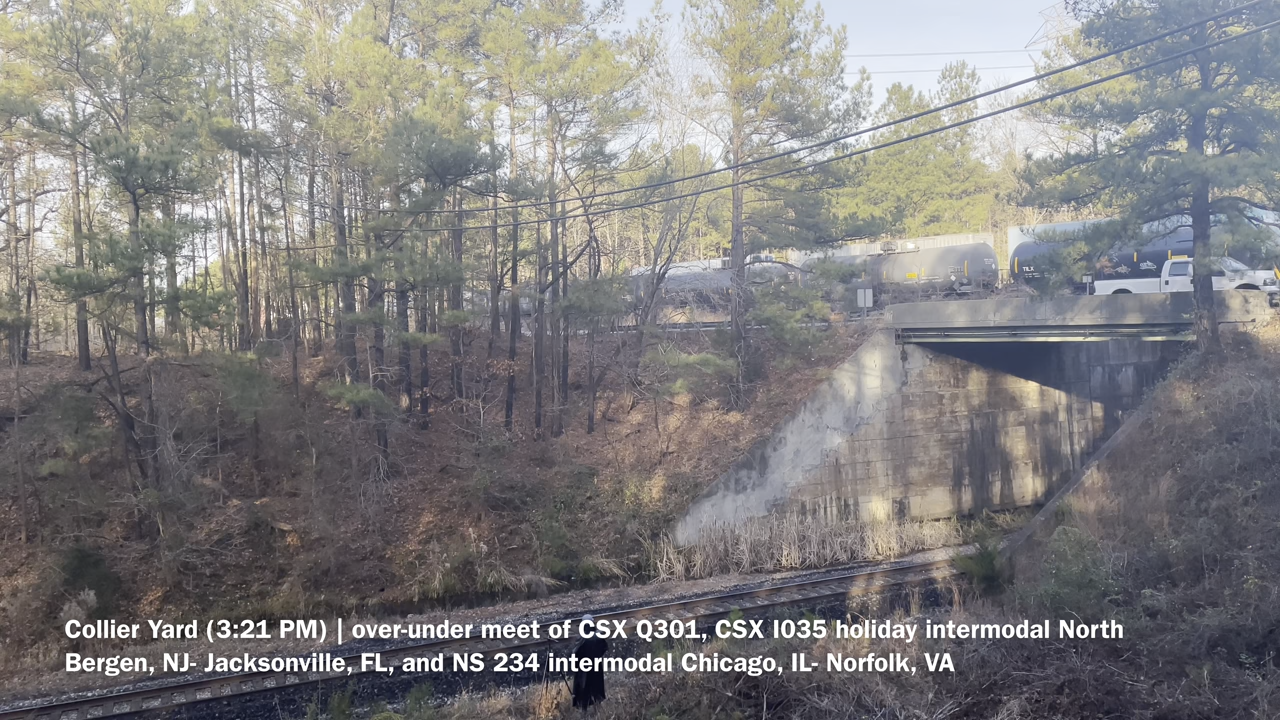 TILX
Collier Yard (3:21 PM) | over-under meet of CSX Q301, CSX I035 holiday intermodal North
Bergen, NJ- Jacksonville, FL, and NS 234 intermodal Chicago, IL- Norfolk, VA